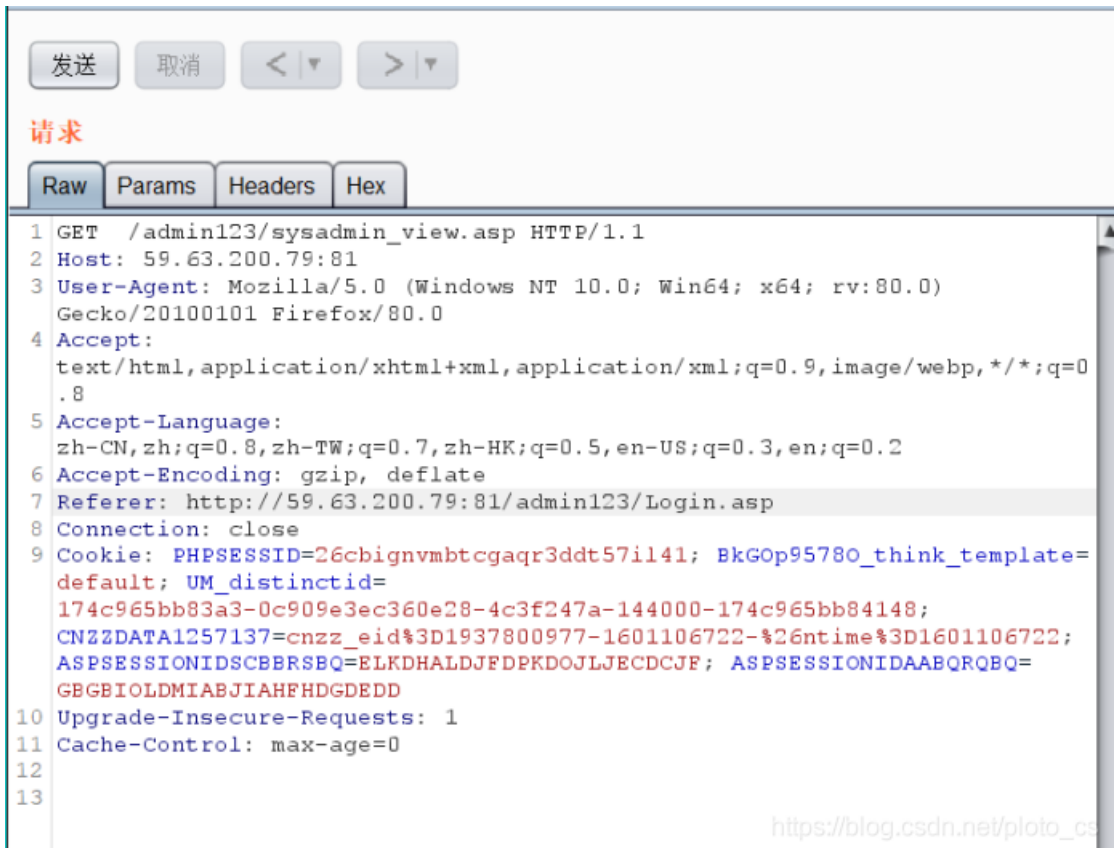 发送 取消 < ▼ > ▼
请求
Raw Params Headers Hex
1 GET /admin123/sysadmin_view.asp HTTP/1.1
2 Host: 59.63.200.79:81
3 User-Agent: Mozilla/5.0 (Windows NT 10.0; Win64; x64; rv:80.0)
Gecko/20100101 Firefox/80.0
4 Accept:
text/html,application/xhtml+xml,application/xml;q=0.9,image/webp,*/*;q=0
.8
5 Accept-Language:
zh-CN,zh;q=0.8,zh-TW;q=0.7,zh-HK;q=0.5,en-US;q=0.3,en;q=0.2
6 Accept-Encoding: gzip, deflate
7 Referer: http://59.63.200.79:81/admin123/Login.asp
8 Connection: close
9 Cookie: PHPSESSID=26cbignvmbtcgaqr3ddt57il41; BkGOp9578O_think_template=
default; UM_distinctid=
174c965bb83a3-0c909e3ec360e28-4c3f247a-144000-174c965bb84148;
CNZZDATA1257137=cnzz_eid%3D1937800977-1601106722-%26ntime%3D1601106722;
ASPSESSIONIDSCBBRSBQ=ELKDHALDJFDPKDOJLJECDCJF; ASPSESSIONIDAABQRQBQ=
GBGBIOLDMIABJIAHFHDGDEDD
10 Upgrade-Insecure-Requests: 1
11 Cache-Control: max-age=0
12
13
https://blog.csdn.net/ploto_cs